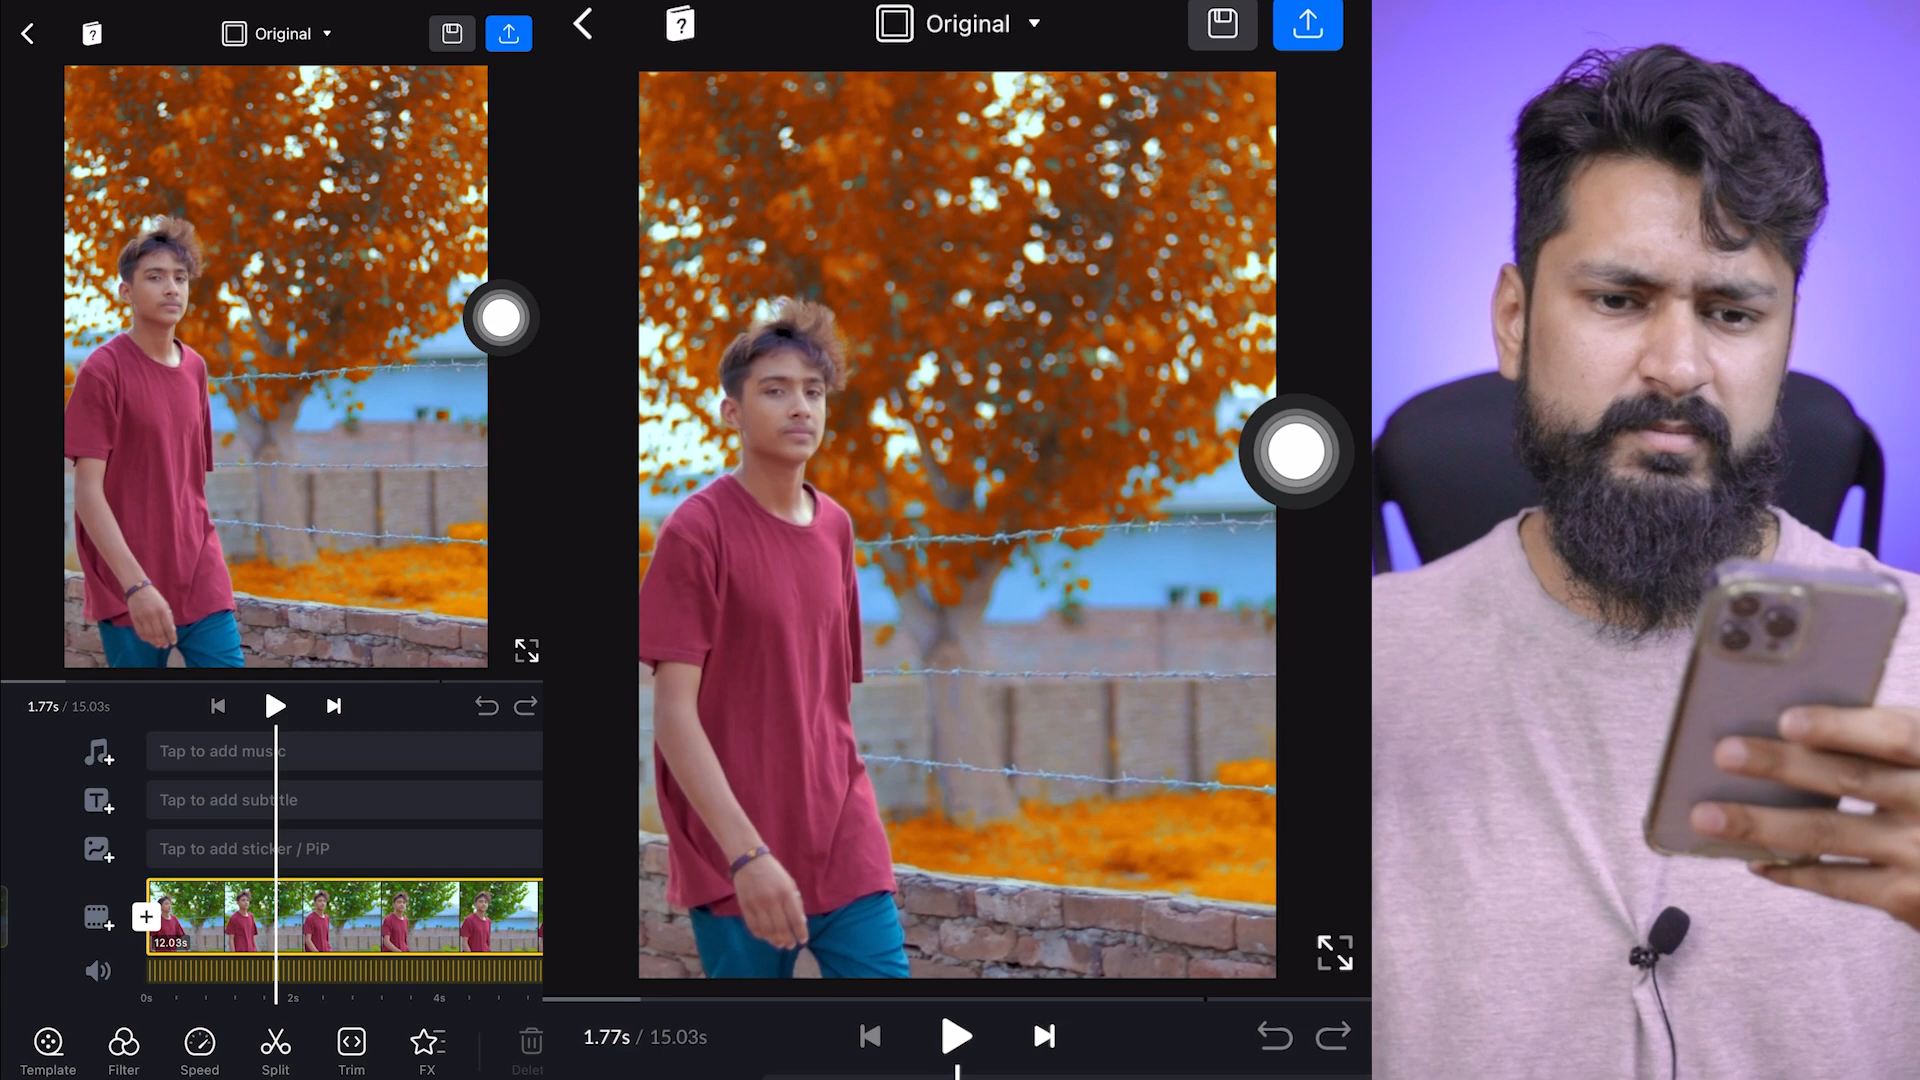 Original
1.77s / 15.03s
Tap to add music
Tap to add subtitle
Tap to add sticker / PiP
12.03s
0s 2s 4s
Template Filter Speed Split Trim FX
Original
1.77s / 15.03s